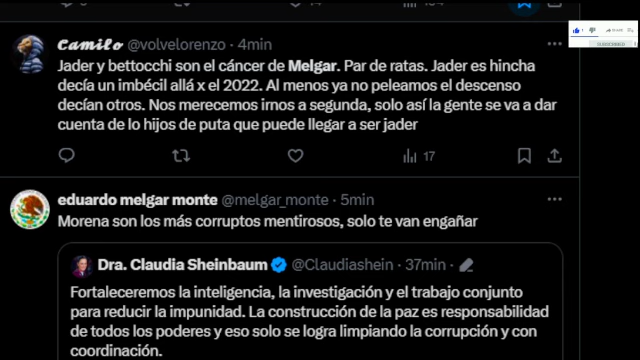 14
𝓒𝓪𝓶𝓲𝓵𝓸 @volvelorenzo · 4min
Jader y bettocchi son el cáncer de Melgar. Par de ratas. Jader es hincha
decía un imbécil allá x el 2022. Al menos ya no peleamos el descenso
decían otros. Nos merecemos irnos a segunda, solo así la gente se va a dar
cuenta de lo hijos de puta que puede llegar a ser jader
17
eduardo melgar monte @melgar_monte · 5min
Morena son los más corruptos mentirosos, solo te van engañar
Dra. Claudia Sheinbaum @Claudiashein · 37min
Fortaleceremos la inteligencia, la investigación y el trabajo conjunto
para reducir la impunidad. La construcción de la paz es responsabilidad
de todos los poderes y eso solo se logra limpiando la corrupción y con
coordinación.
SUBSCRIBED